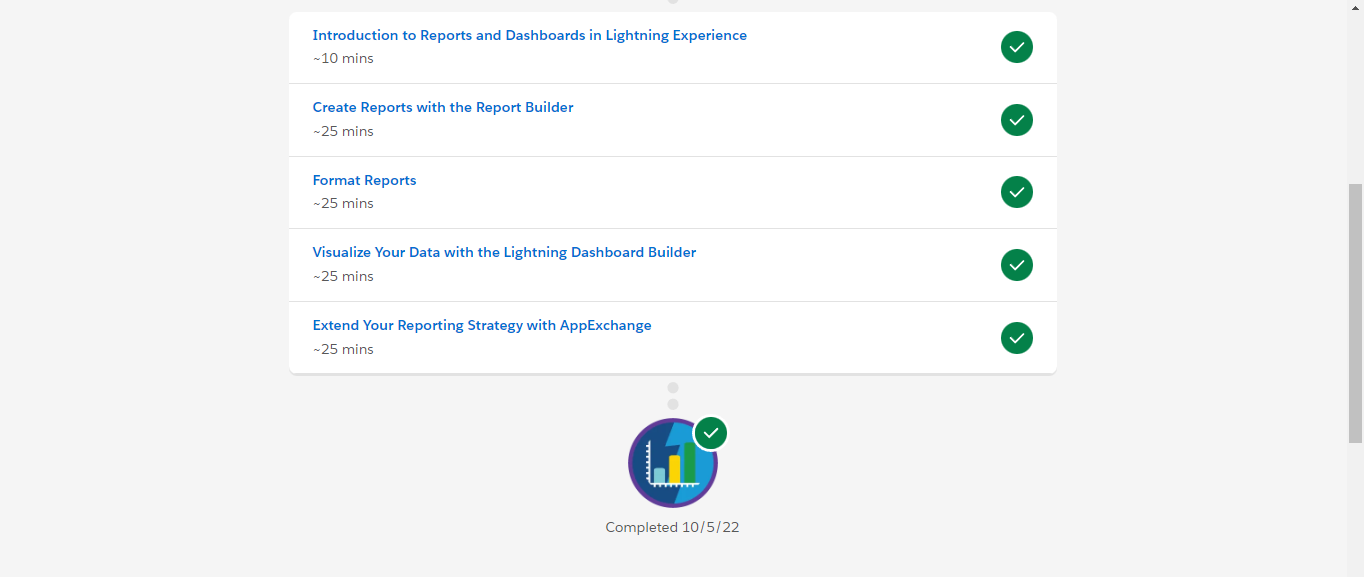 Introduction to Reports and Dashboards in Lightning Experience
~10 mins
Create Reports with the Report Builder
~25 mins
Format Reports
~25 mins
Visualize Your Data with the Lightning Dashboard Builder
~25 mins
Extend Your Reporting Strategy with AppExchange
~25 mins
Completed 10/5/22